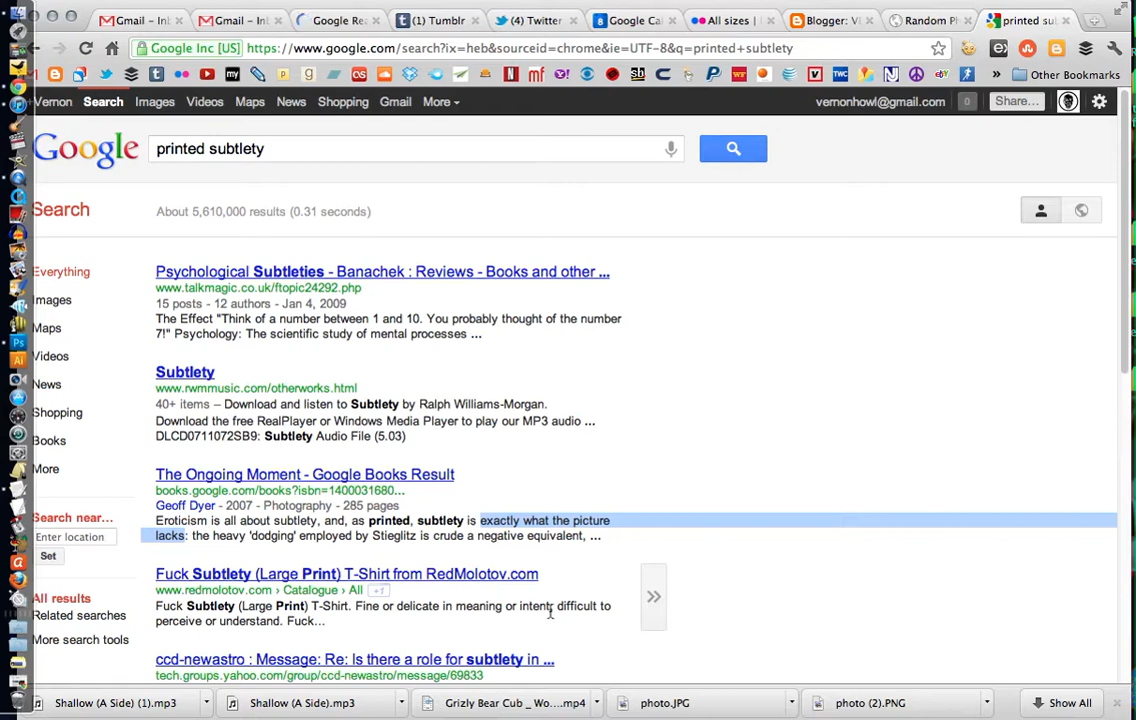 Gmail – Inb
Gmail – Inb
Google Rea
(1) Tumblr
(4) Twitter
Google Cal
All sizes |
Blogger: V
Random Ph
printed sub
Google Inc [US]
https://www.google.com/search?ix=heb&sourceid=chrome&ie=UTF-8&q=printed+subtlety
Other Bookmarks
+Vernon Search Images Videos Maps News Shopping Gmail More
vernonhowl@gmail.com 0 Share...
Google
printed subtlety
Search
About 5,610,000 results (0.31 seconds)
Everything
Images
Maps
Videos
News
Shopping
Books
More
Search near...
Enter location
Set
All results
Related searches
More search tools
Psychological Subtleties - Banachek : Reviews - Books and other ...
www.talkmagic.co.uk/ftopic24292.php
15 posts - 12 authors - Jan 4, 2009
The Effect "Think of a number between 1 and 10. You probably thought of the number
7!" Psychology: The scientific study of mental processes ...
Subtlety
www.rwmmusic.com/otherworks.html
40+ items – Download and listen to Subtlety by Ralph Williams-Morgan.
Download the free RealPlayer or Windows Media Player to play our MP3 audio ...
DLCD0711072SB9: Subtlety Audio File (5.03)
The Ongoing Moment - Google Books Result
books.google.com/books?isbn=1400031680...
Geoff Dyer - 2007 - Photography - 285 pages
Eroticism is all about subtlety, and, as printed, subtlety is exactly what the picture
lacks: the heavy 'dodging' employed by Stieglitz is crude a negative equivalent, ...
Fuck Subtlety (Large Print) T-Shirt from RedMolotov.com
www.redmolotov.com › Catalogue › All +1
Fuck Subtlety (Large Print) T-Shirt. Fine or delicate in meaning or intent; difficult to
perceive or understand. Fuck...
ccd-newastro : Message: Re: Is there a role for subtlety in ...
tech.groups.yahoo.com/group/ccd-newastro/message/69833
Shallow (A Side) (1).mp3
Shallow (A Side).mp3
Grizly Bear Cub _ Wo....mp4
photo.JPG
photo (2).PNG
Show All